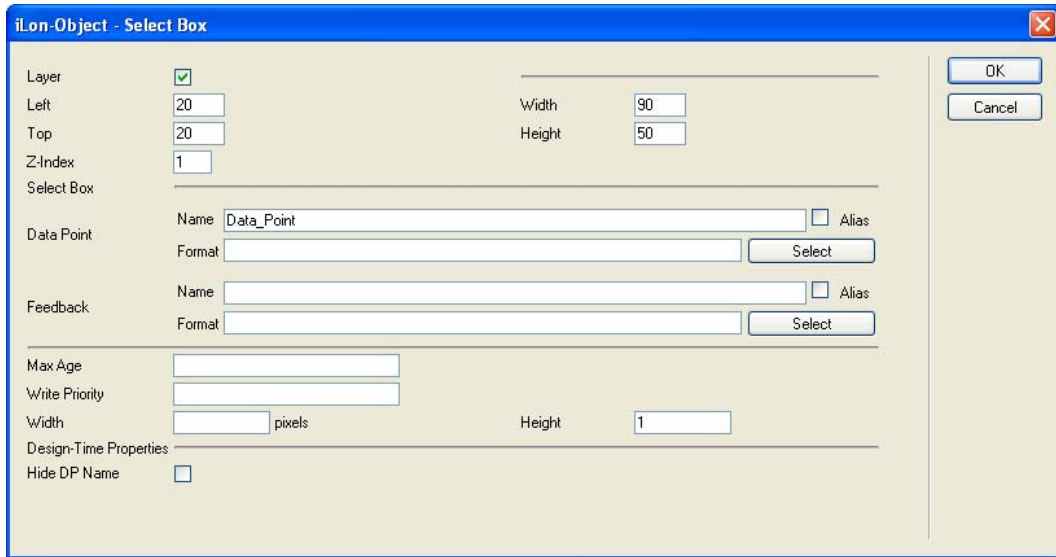 iLon-Object - Select Box
Layer
OK
Left 20 Width 90
Cancel
Top 20 Height 50
Z-Index 1
Select Box
Data Point
Name Data_Point Alias
Format Select
Feedback
Name Alias
Format Select
Max Age
Write Priority
Width pixels Height 1
Design-Time Properties
Hide DP Name